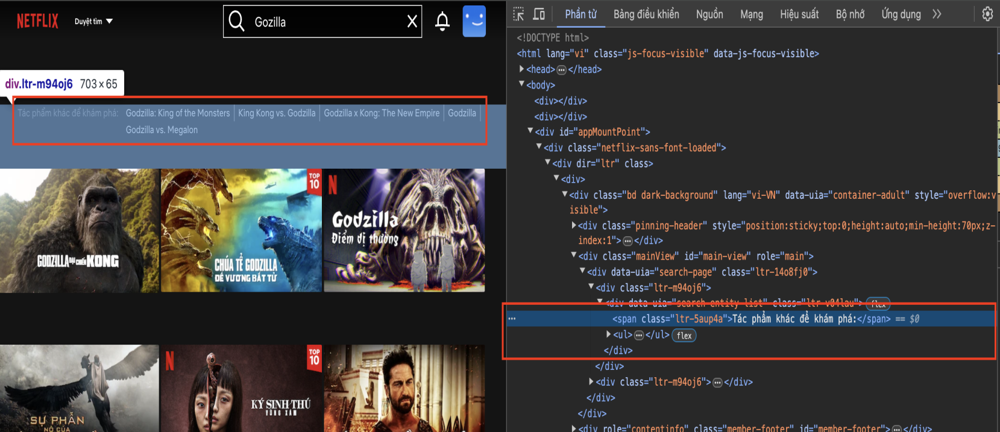 NETFLIX
Duyệt tìm
Gozilla
div.ltr-m94oj6 703 × 65
Tác phẩm khác để khám phá: Godzilla: King of the Monsters King Kong vs. Godzilla Godzilla x Kong: The New Empire Godzilla
Godzilla vs. Megalon
GODZILLA ĐẠI CHIẾN KONG
TOP 10
CHÚA TỂ GODZILLA
ĐẾ VƯƠNG BẤT TỬ
N
Godzilla
Điểm dị thường
SỰ PHẪN
NỘ CỦA
N
TOP 10
KÝ SINH THÚ
VÙNG XÁM
Phần tử Bảng điều khiển Nguồn Mạng Hiệu suất Bộ nhớ Ứng dụng
<!DOCTYPE html>
<html lang="vi" class="js-focus-visible" data-js-focus-visible>
<head>…</head>
<body>
<div></div>
<div></div>
<div id="appMountPoint">
<div class="netflix-sans-font-loaded">
<div dir="ltr" class>
<div>
<div class="bd dark-background" lang="vi-VN" data-uia="container-adult" style="overflow:v
isible">
<div class="pinning-header" style="position:sticky;top:0;height:auto;min-height:70px;z-
index:1">…</div>
<div class="mainView" id="main-view" role="main">
<div data-uia="search-page" class="ltr-14o8fj0">
<div class="ltr-m94oj6">
<div data-uia="search-entity-list" class="ltr-v04lau"> flex
… <span class="ltr-5aup4a">Tác phẩm khác để khám phá:</span> == $0
<ul>…</ul> flex
</div>
</div>
<div class="ltr-m94oj6">…</div>
</div>
</div>
<div role="contentinfo" class="member-footer" id="member-footer">…</div>